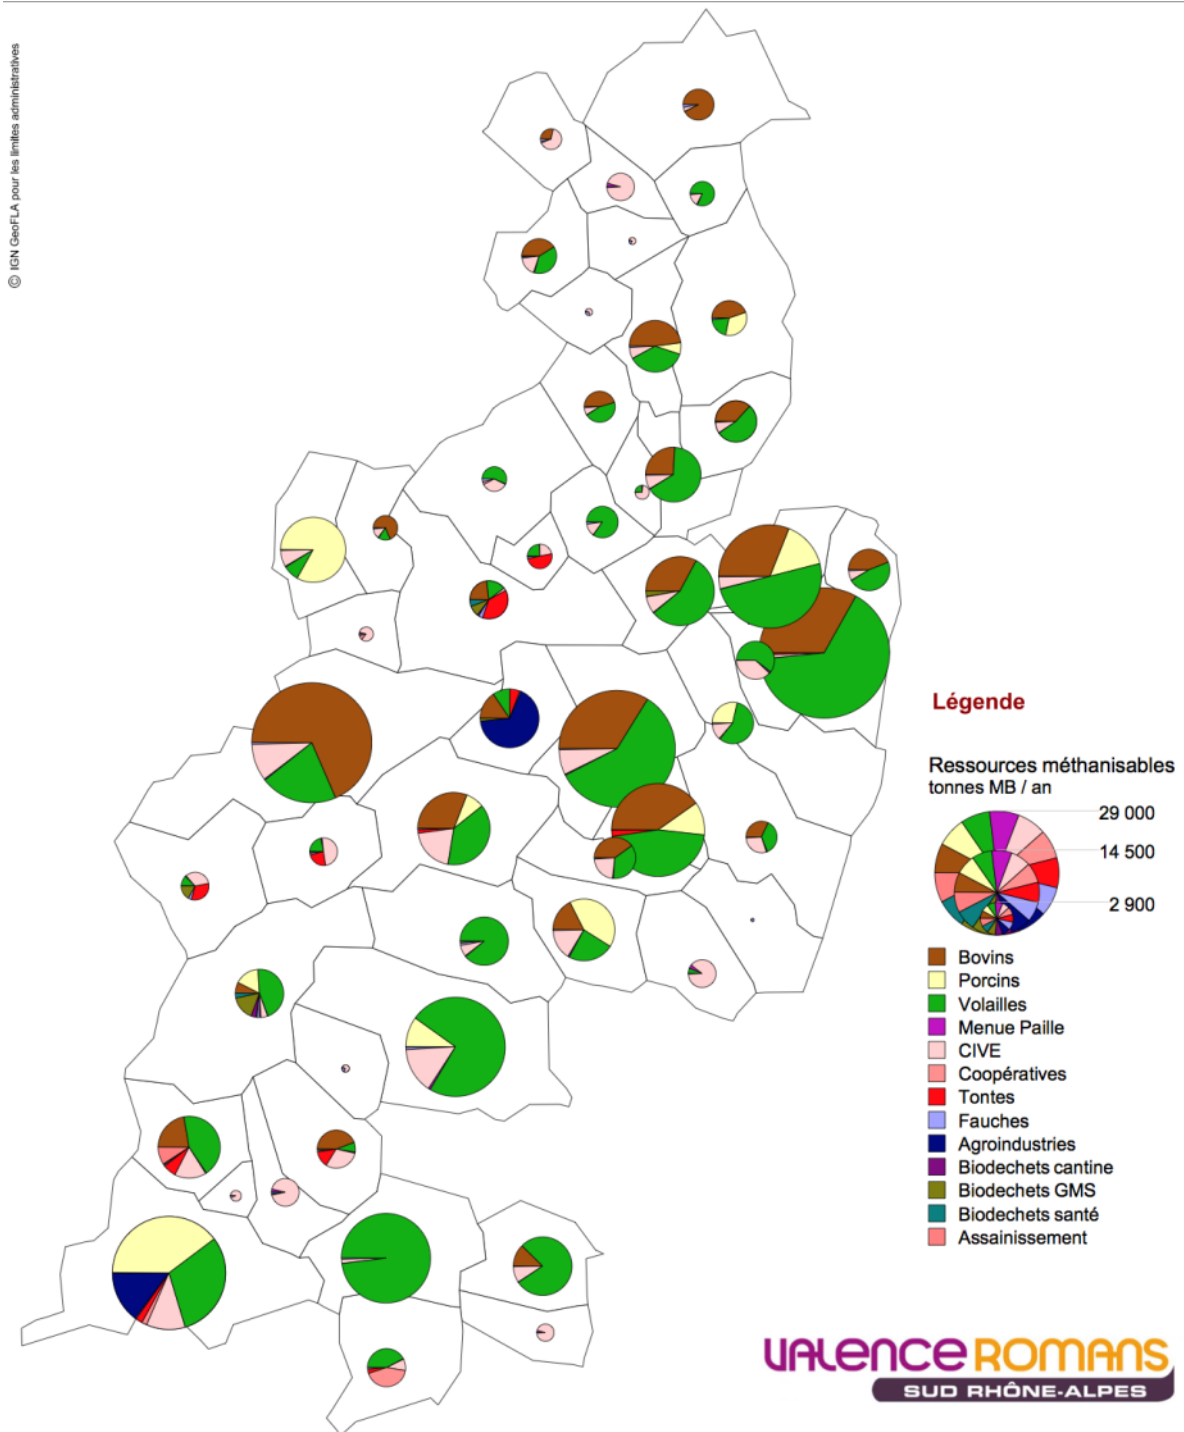 © IGN GeoFLA pour les limites administratives
Légende
Ressources méthanisables
tonnes MB / an
29 000
14 500
2 900
Bovins
Porcins
Volailles
Menue Paille
CIVE
Coopératives
Tontes
Fauches
Agroindustries
Biodechets cantine
Biodechets GMS
Biodechets santé
Assainissement
VALENCE ROMANS
SUD RHÔNE-ALPES